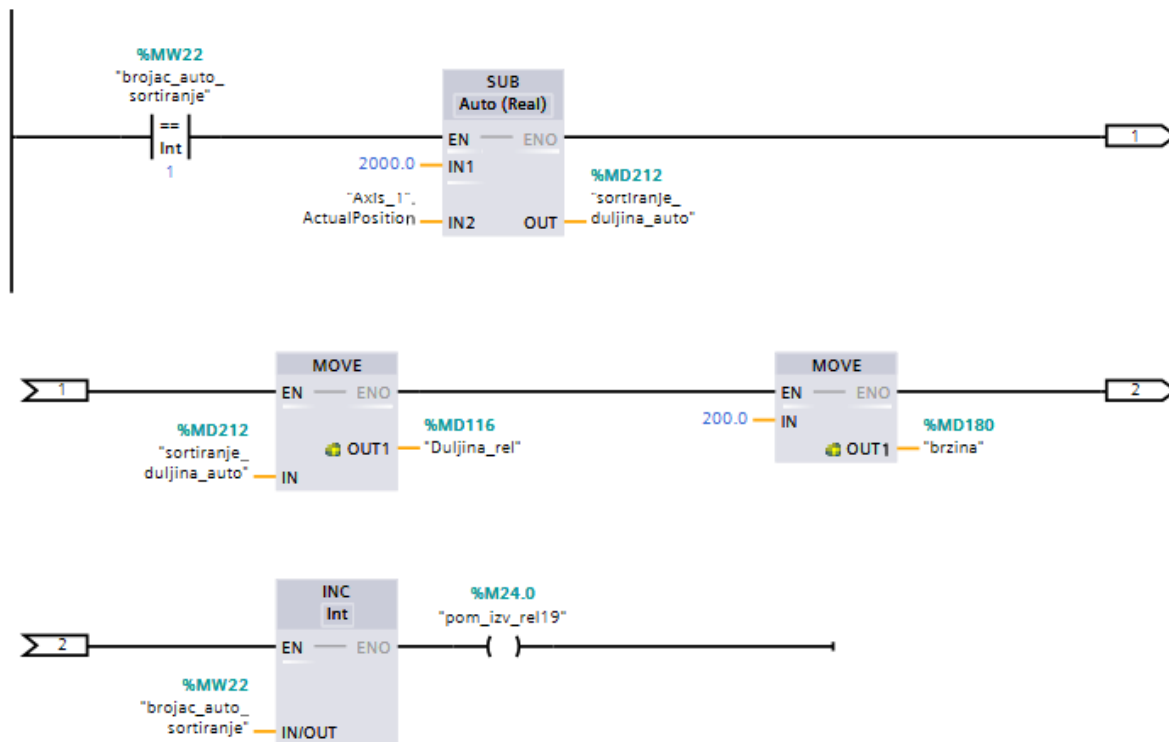 %MW22
"brojac_auto_
sortiranje"
==
Int
1
SUB
Auto (Real)
EN
ENO
2000.0
IN1
"Axis_1".
ActualPosition
IN2
OUT
%MD212
"sortiranje_
duljina_auto"
1
1
MOVE
EN
ENO
%MD212
"sortiranje_
duljina_auto"
IN
OUT1
%MD116
"Duljina_rel"
MOVE
EN
ENO
200.0
IN
OUT1
%MD180
"brzina"
2
2
INC
Int
EN
ENO
%MW22
"brojac_auto_
sortiranje"
IN/OUT
%M24.0
"pom_izv_rel19"